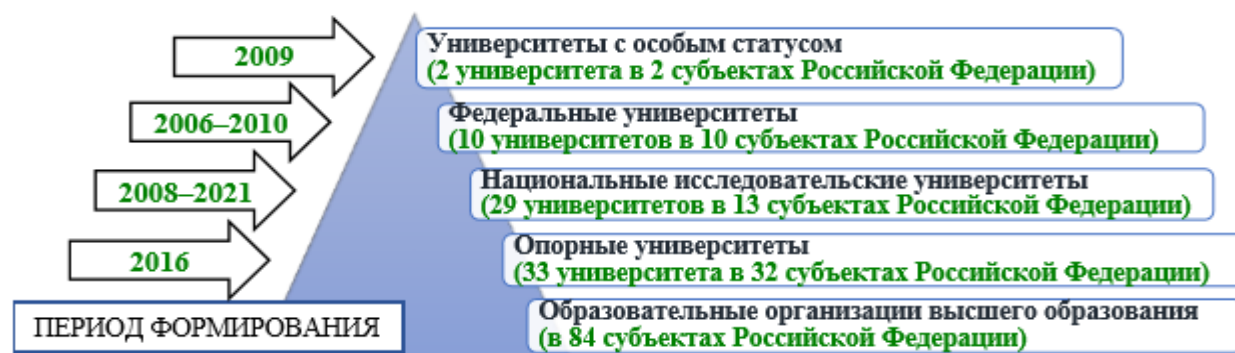 2009
Университеты с особым статусом
(2 университета в 2 субъектах Российской Федерации)
2006–2010
Федеральные университеты
(10 университетов в 10 субъектах Российской Федерации)
2008–2021
Национальные исследовательские университеты
(29 университетов в 13 субъектах Российской Федерации)
2016
Опорные университеты
(33 университета в 32 субъектах Российской Федерации)
ПЕРИОД ФОРМИРОВАНИЯ
Образовательные организации высшего образования
(в 84 субъектах Российской Федерации)